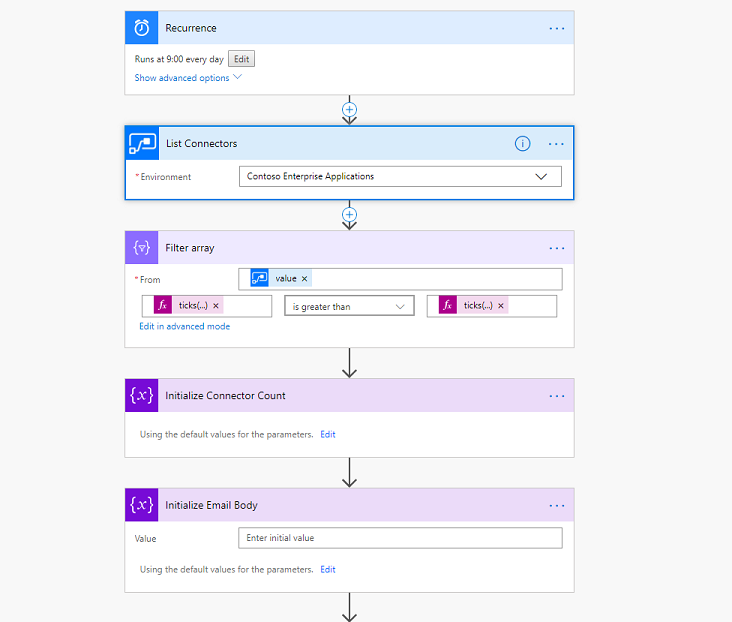 Recurrence
Runs at 9:00 every day Edit
Show advanced options
List Connectors
* Environment Contoso Enterprise Applications
{∀} Filter array
* From value ×
fx ticks(...) × is greater than fx ticks(...) ×
Edit in advanced mode
{x} Initialize Connector Count
Using the default values for the parameters. Edit
{x} Initialize Email Body
Value Enter initial value
Using the default values for the parameters. Edit